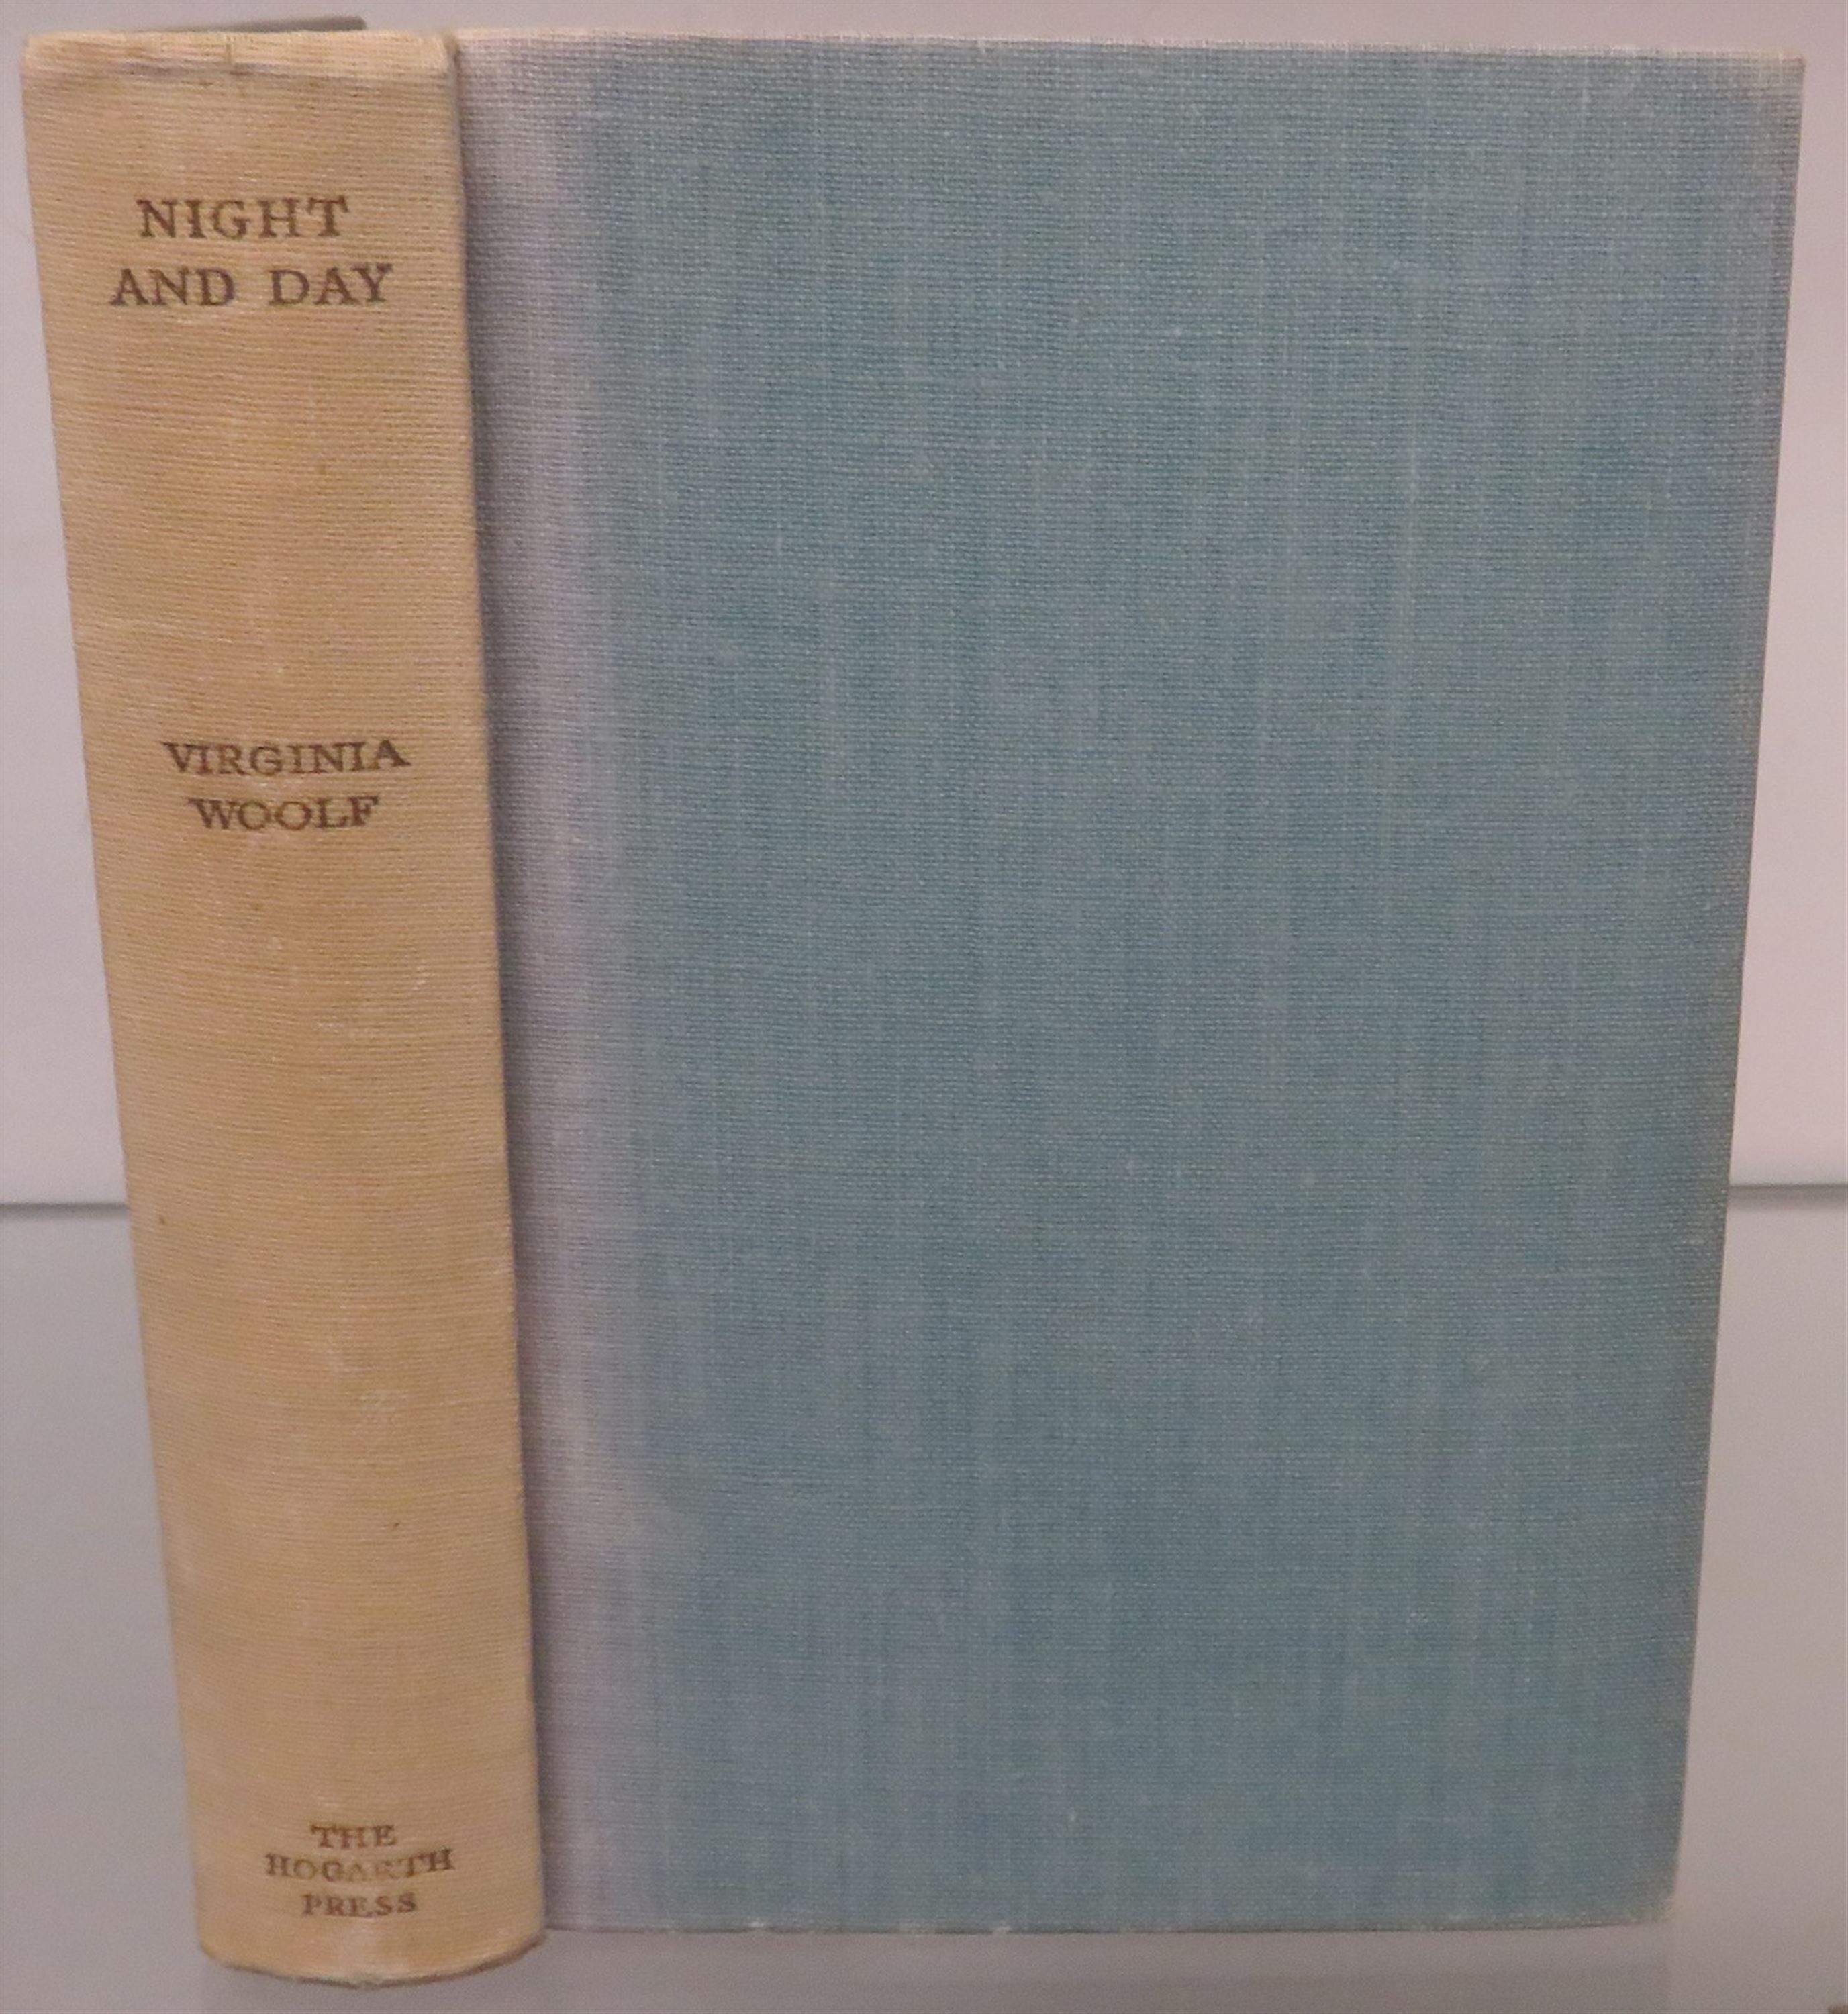 NIGHT
AND DAY
VIRGINIA
WOOLF
THE
HOGARTH
PRESS